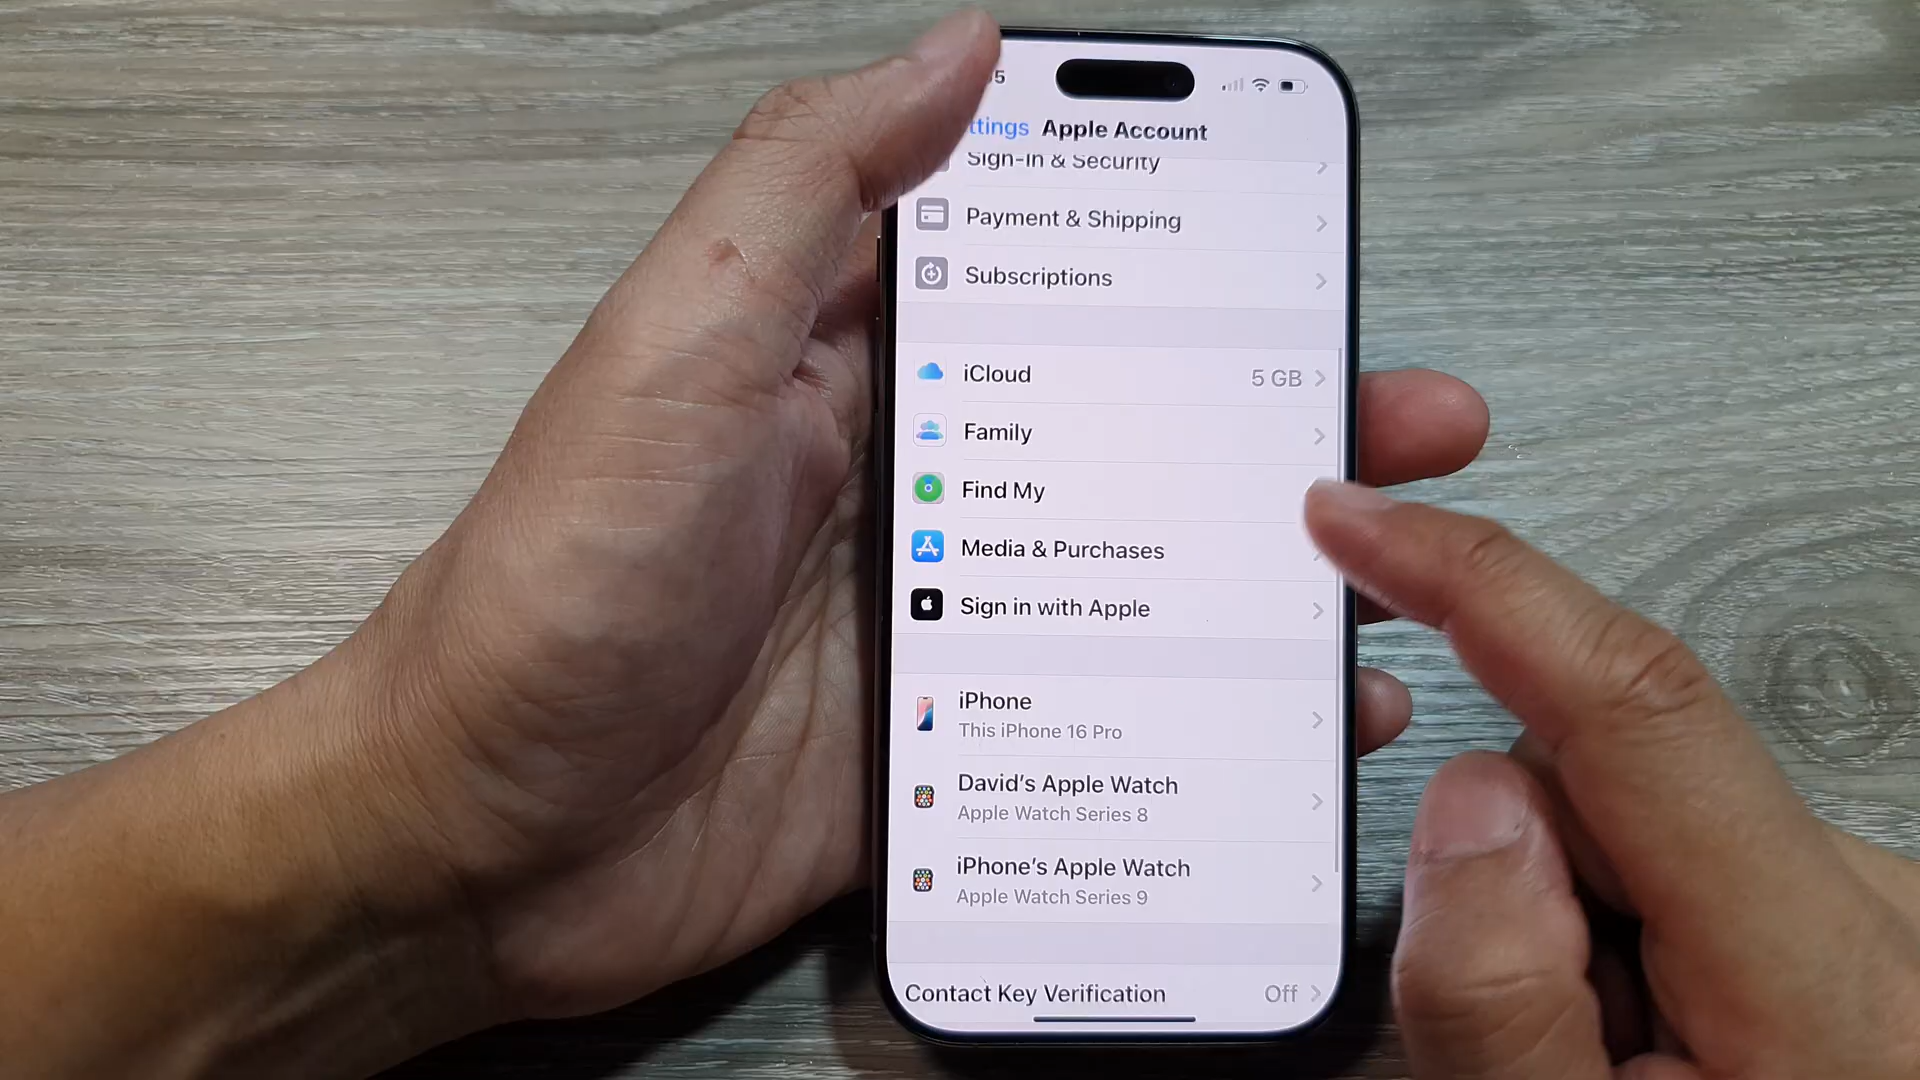 5
ttings Apple Account
Sign-In & Security
Payment & Shipping
Subscriptions
iCloud 5 GB
Family
Find My
Media & Purchases
Sign in with Apple
iPhone
This iPhone 16 Pro
David's Apple Watch
Apple Watch Series 8
iPhone's Apple Watch
Apple Watch Series 9
Contact Key Verification Off